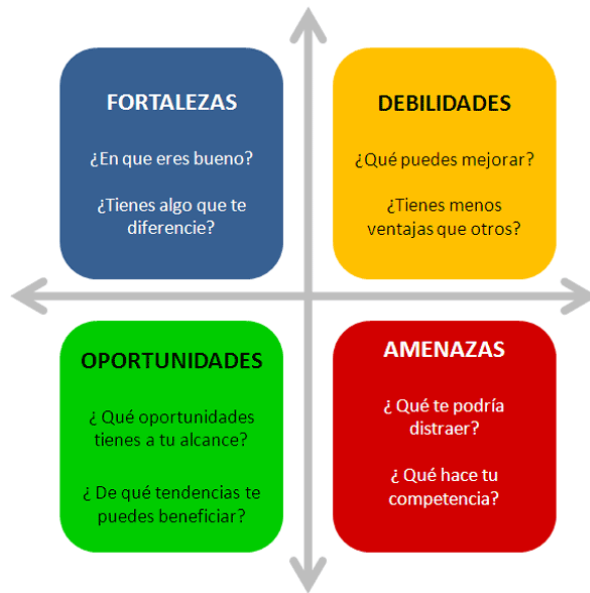 FORTALEZAS
¿En que eres bueno?
¿Tienes algo que te
diferencie?
DEBILIDADES
¿Qué puedes mejorar?
¿Tienes menos
ventajas que otros?
OPORTUNIDADES
¿ Qué oportunidades
tienes a tu alcance?
¿ De qué tendencias te
puedes beneficiar?
AMENAZAS
¿ Qué te podría
distraer?
¿ Qué hace tu
competencia?